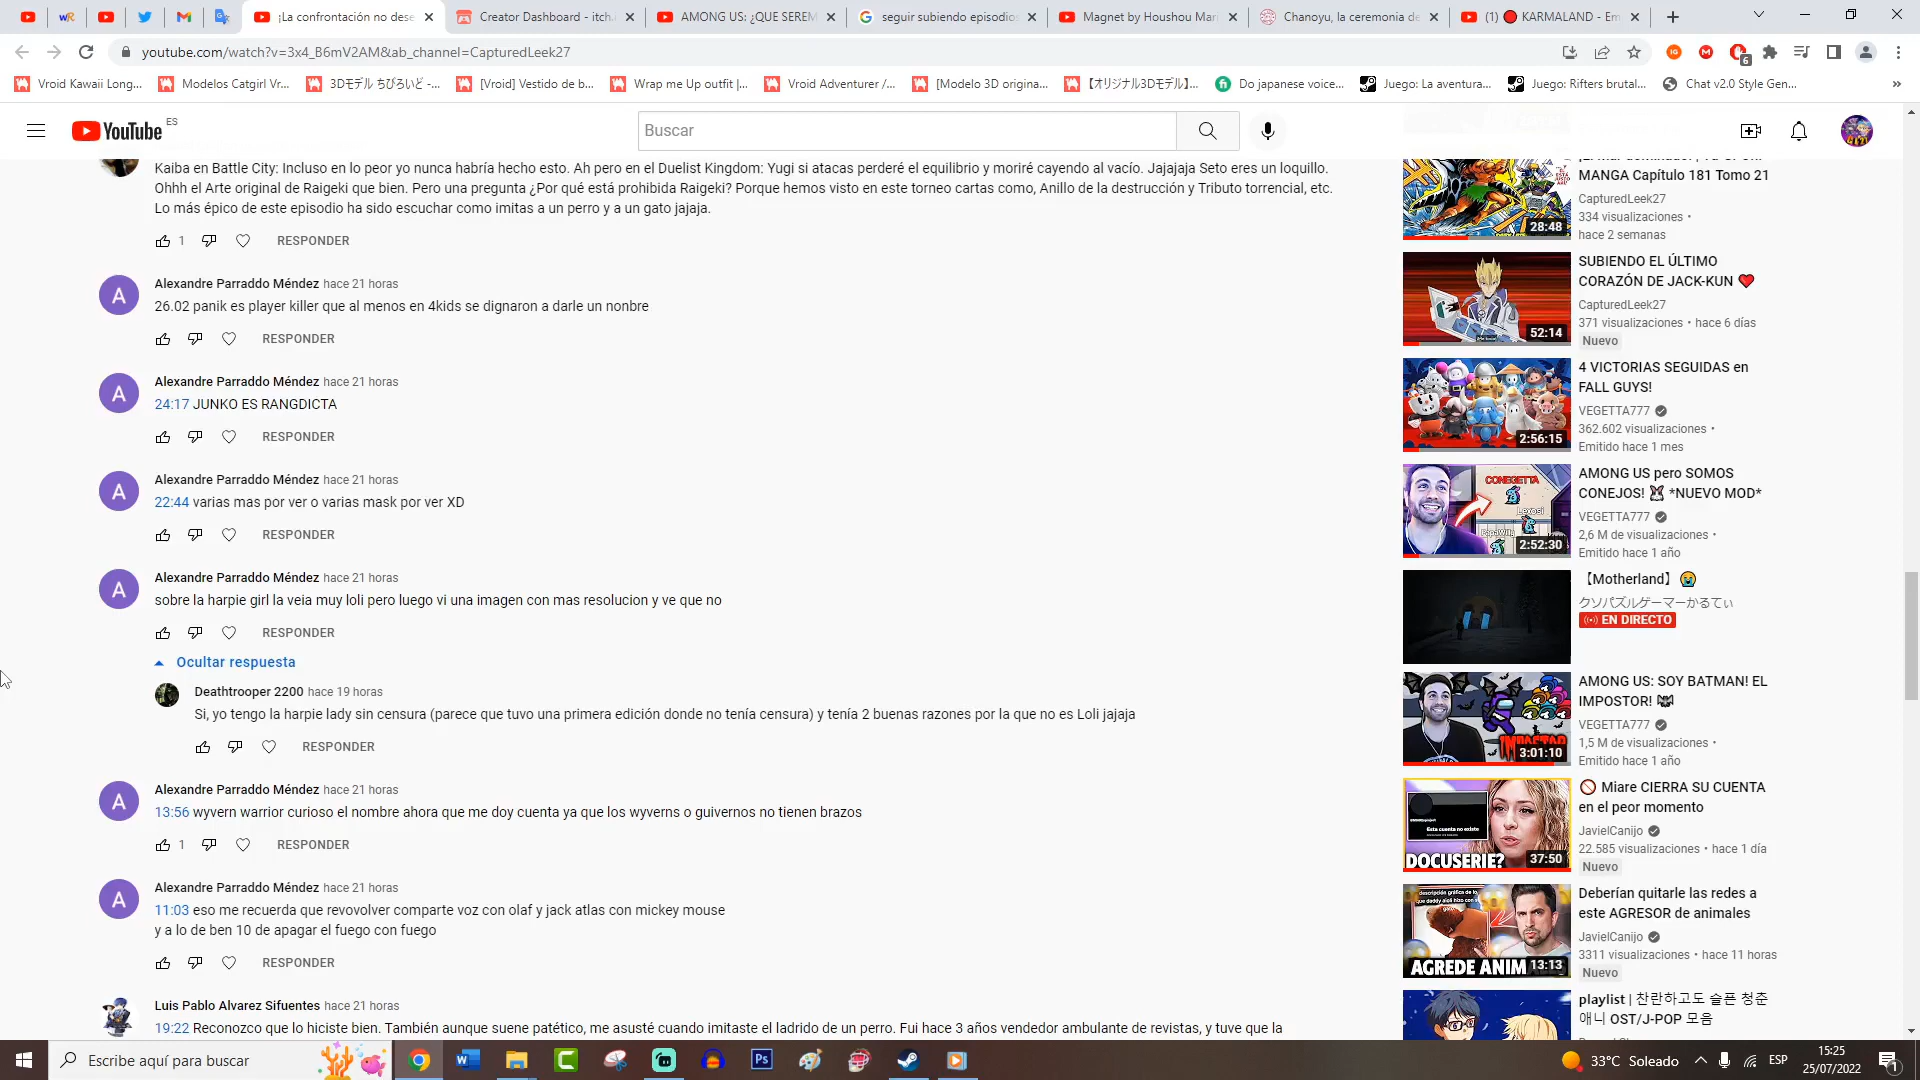 ¡La confrontación no dese
Creator Dashboard - itch.i
AMONG US: ¿QUE SEREM
seguir subiendo episodios
Magnet by Houshou Mari
Chanoyu, la ceremonia de
(1) 🔴 KARMALAND - Em
youtube.com/watch?v=3x4_B6mV2AM&ab_channel=CapturedLeek27
6
Vroid Kawaii Long...
Modelos Catgirl Vr...
3Dモデル ちびろいど -...
[Vroid] Vestido de b...
Wrap me Up outfit |...
Vroid Adventurer /...
[Modelo 3D origina...
【オリジナル3Dモデル】...
Do japanese voice...
Juego: La aventura...
Juego: Rifters brutal...
Chat v2.0 Style Gen...
»
YouTube ES
Buscar
Kaiba en Battle City: Incluso en lo peor yo nunca habría hecho esto. Ah pero en el Duelist Kingdom: Yugi si atacas perderé el equilibrio y moriré cayendo al vacío. Jajajaja Seto eres un loquillo.
Ohhh el Arte original de Raigeki que bien. Pero una pregunta ¿Por qué está prohibida Raigeki? Porque hemos visto en este torneo cartas como, Anillo de la destrucción y Tributo torrencial, etc.
Lo más épico de este episodio ha sido escuchar como imitas a un perro y a un gato jajaja.
1 RESPONDER
Alexandre Parraddo Méndez hace 21 horas
26.02 panik es player killer que al menos en 4kids se dignaron a darle un nonbre
RESPONDER
Alexandre Parraddo Méndez hace 21 horas
24:17 JUNKO ES RANGDICTA
RESPONDER
Alexandre Parraddo Méndez hace 21 horas
22:44 varias mas por ver o varias mask por ver XD
RESPONDER
Alexandre Parraddo Méndez hace 21 horas
sobre la harpie girl la veia muy loli pero luego vi una imagen con mas resolucion y ve que no
RESPONDER
Ocultar respuesta
Deathtrooper 2200 hace 19 horas
Si, yo tengo la harpie lady sin censura (parece que tuvo una primera edición donde no tenía censura) y tenía 2 buenas razones por la que no es Loli jajaja
RESPONDER
Alexandre Parraddo Méndez hace 21 horas
13:56 wyvern warrior curioso el nombre ahora que me doy cuenta ya que los wyverns o guivernos no tienen brazos
1 RESPONDER
Alexandre Parraddo Méndez hace 21 horas
11:03 eso me recuerda que revovolver comparte voz con olaf y jack atlas con mickey mouse
y a lo de ben 10 de apagar el fuego con fuego
RESPONDER
Luis Pablo Alvarez Sifuentes hace 21 horas
19:22 Reconozco que lo hiciste bien. También aunque suene patético, me asusté cuando imitaste el ladrido de un perro. Fui hace 3 años vendedor ambulante de revistas, y tuve que la
MANGA Capítulo 181 Tomo 21
CapturedLeek27
334 visualizaciones •
hace 2 semanas
28:48
SUBIENDO EL ÚLTIMO
CORAZÓN DE JACK-KUN ❤️
CapturedLeek27
371 visualizaciones • hace 6 días
Nuevo
52:14
4 VICTORIAS SEGUIDAS en
FALL GUYS!
VEGETTA777
362.602 visualizaciones •
Emitido hace 1 mes
2:56:15
AMONG US pero SOMOS
CONEJOS! 🐰 *NUEVO MOD*
VEGETTA777
2,6 M de visualizaciones •
Emitido hace 1 año
CONEGETTA
2:52:30
【Motherland】 😭
クソパズルゲーマーかるてぃ
EN DIRECTO
AMONG US: SOY BATMAN! EL
IMPOSTOR! 🦇
VEGETTA777
1,5 M de visualizaciones •
Emitido hace 1 año
3:01:10
🚫 Miare CIERRA SU CUENTA
en el peor momento
JavielCanijo
22.585 visualizaciones • hace 1 día
Nuevo
Esta cuenta no existe
DOCUSERIE?
37:50
Deberían quitarle las redes a
este AGRESOR de animales
JavielCanijo
3311 visualizaciones • hace 11 horas
Nuevo
AGREDE ANIM
13:13
playlist | 찬란하고도 슬픈 청춘
애니 OST/J-POP 모음
Escribe aquí para buscar
33°C Soleado
ESP
15:25
25/07/2022
1